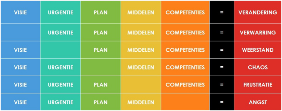 VISIE URGENTIE PLAN MIDDELEN COMPETENTIES = VERANDERING
URGENTIE PLAN MIDDELEN COMPETENTIES = VERWARRING
VISIE PLAN MIDDELEN COMPETENTIES = WEERSTAND
VISIE URGENTIE MIDDELEN COMPETENTIES = CHAOS
VISIE URGENTIE PLAN COMPETENTIES = FRUSTRATIE
VISIE URGENTIE PLAN MIDDELEN = ANGST